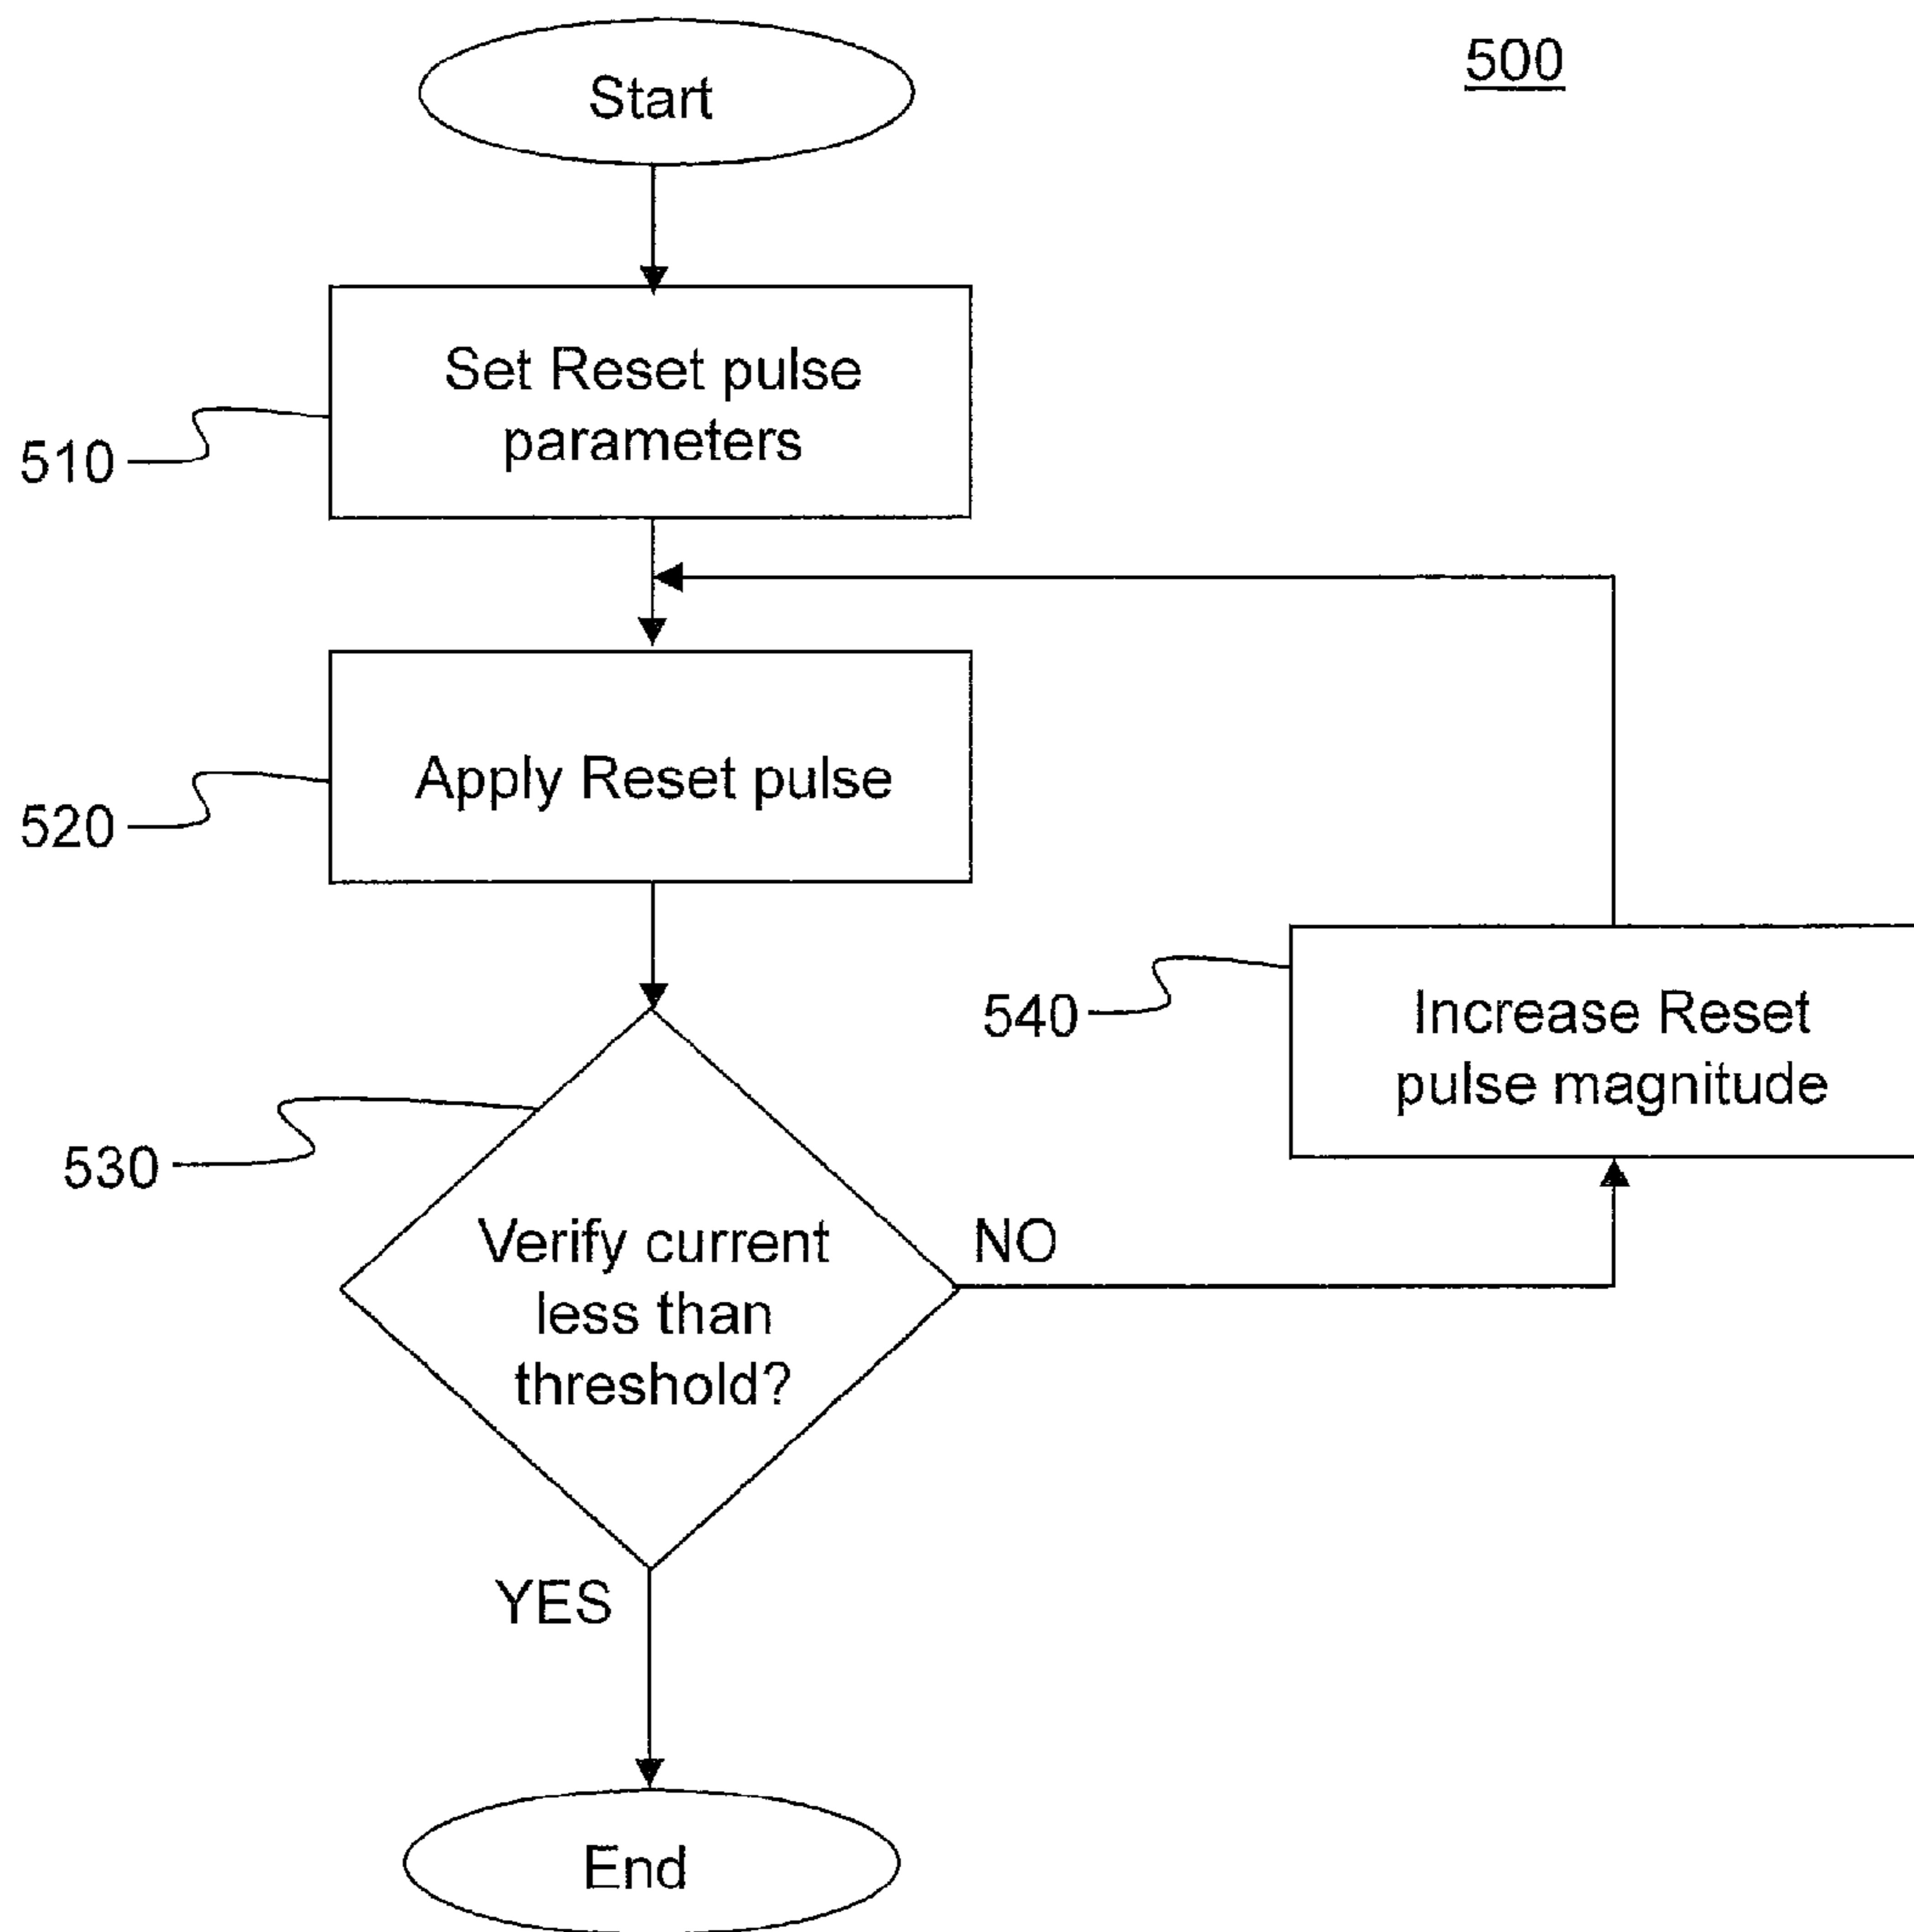 500
Start
Set Reset pulse
parameters
510
Apply Reset pulse
520
540
Increase Reset
pulse magnitude
530
Verify current
less than
threshold?
NO
YES
End